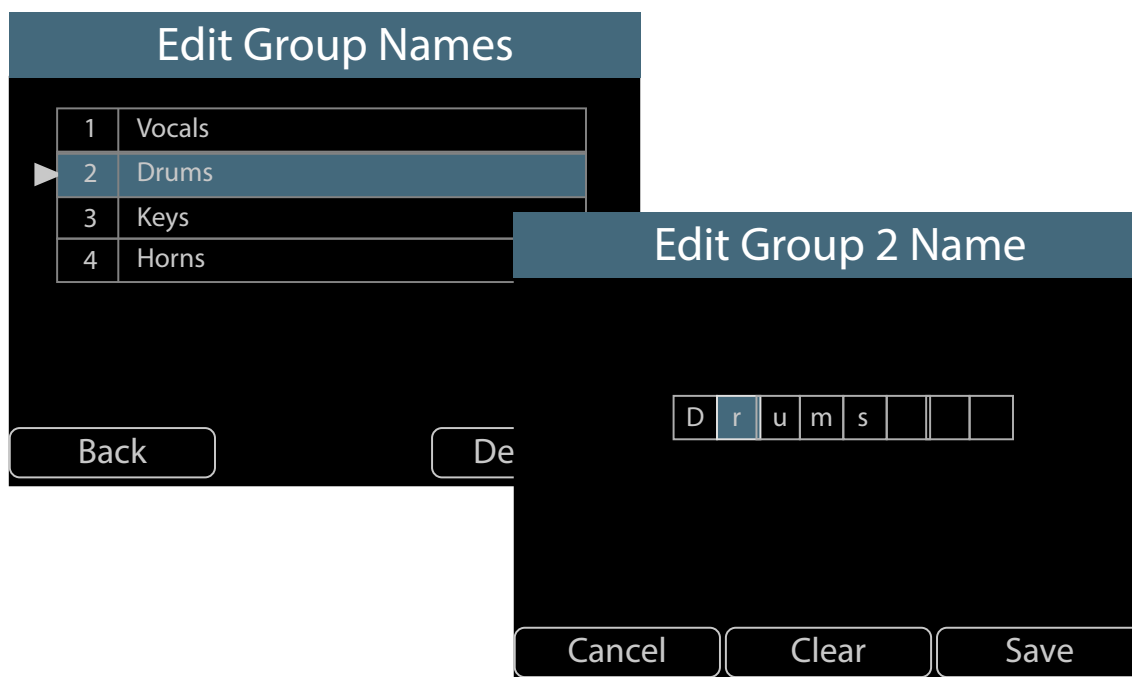 Edit Group Names
1 Vocals
2 Drums
3 Keys
4 Horns
Back De
Edit Group 2 Name
D r u m s
Cancel Clear Save